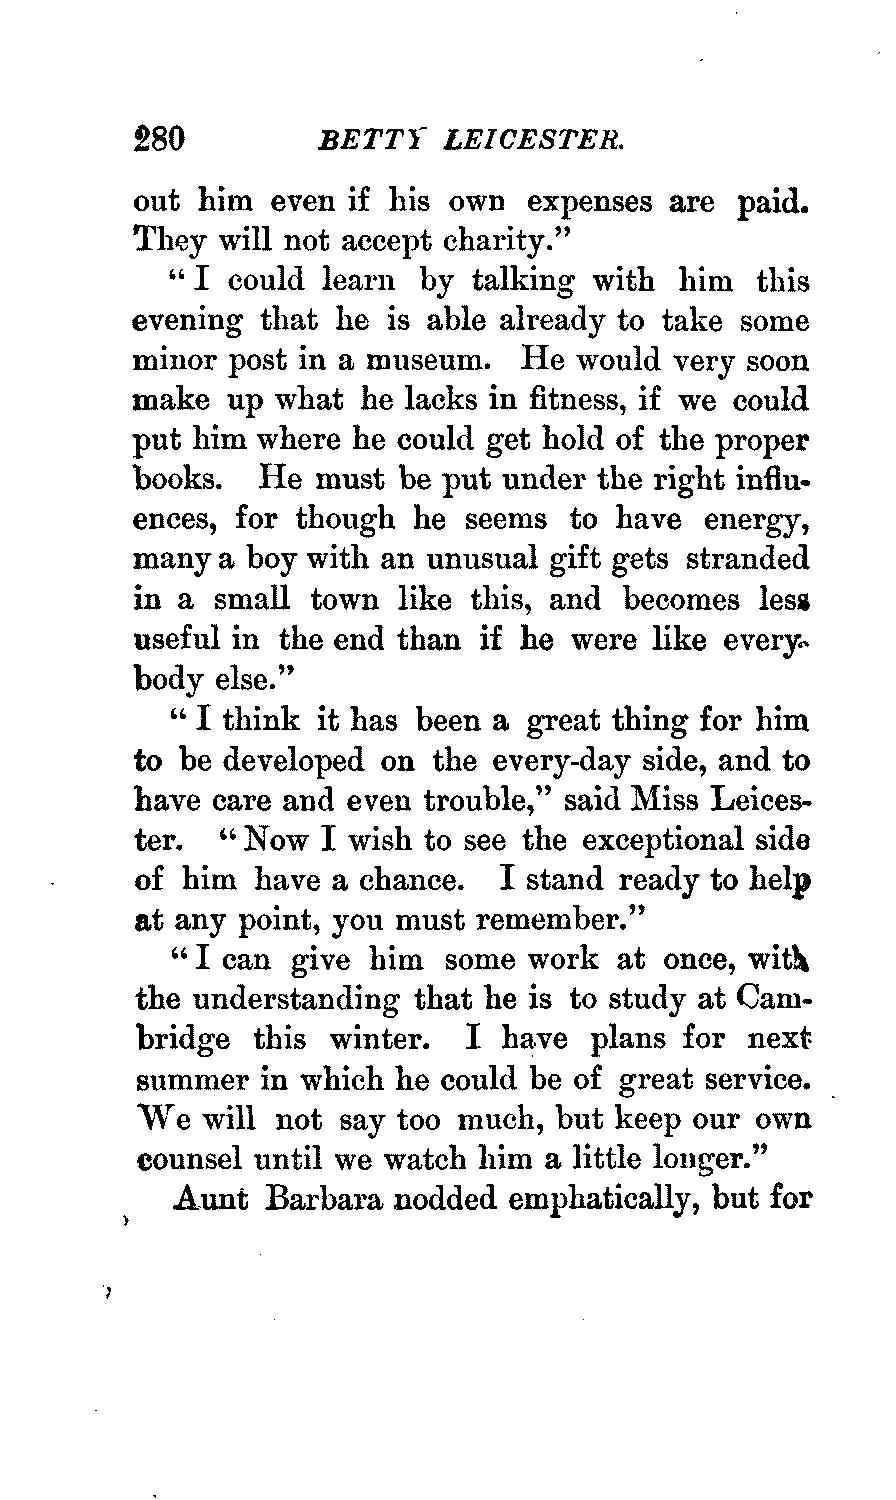 280 BETTY LEICESTER.
out him even if his own expenses are paid.
They will not accept charity."
"I could learn by talking with him this
evening that he is able already to take some
minor post in a museum. He would very soon
make up what he lacks in fitness, if we could
put him where he could get hold of the proper
books. He must be put under the right influ-
ences, for though he seems to have energy,
many a boy with an unusual gift gets stranded
in a small town like this, and becomes less
useful in the end than if he were like every-
body else."
"I think it has been a great thing for him
to be developed on the every-day side, and to
have care and even trouble," said Miss Leices-
ter. "Now I wish to see the exceptional side
of him have a chance. I stand ready to help
at any point, you must remember."
"I can give him some work at once, with
the understanding that he is to study at Cam-
bridge this winter. I have plans for next
summer in which he could be of great service.
We will not say too much, but keep our own
counsel until we watch him a little longer."
Aunt Barbara nodded emphatically, but for